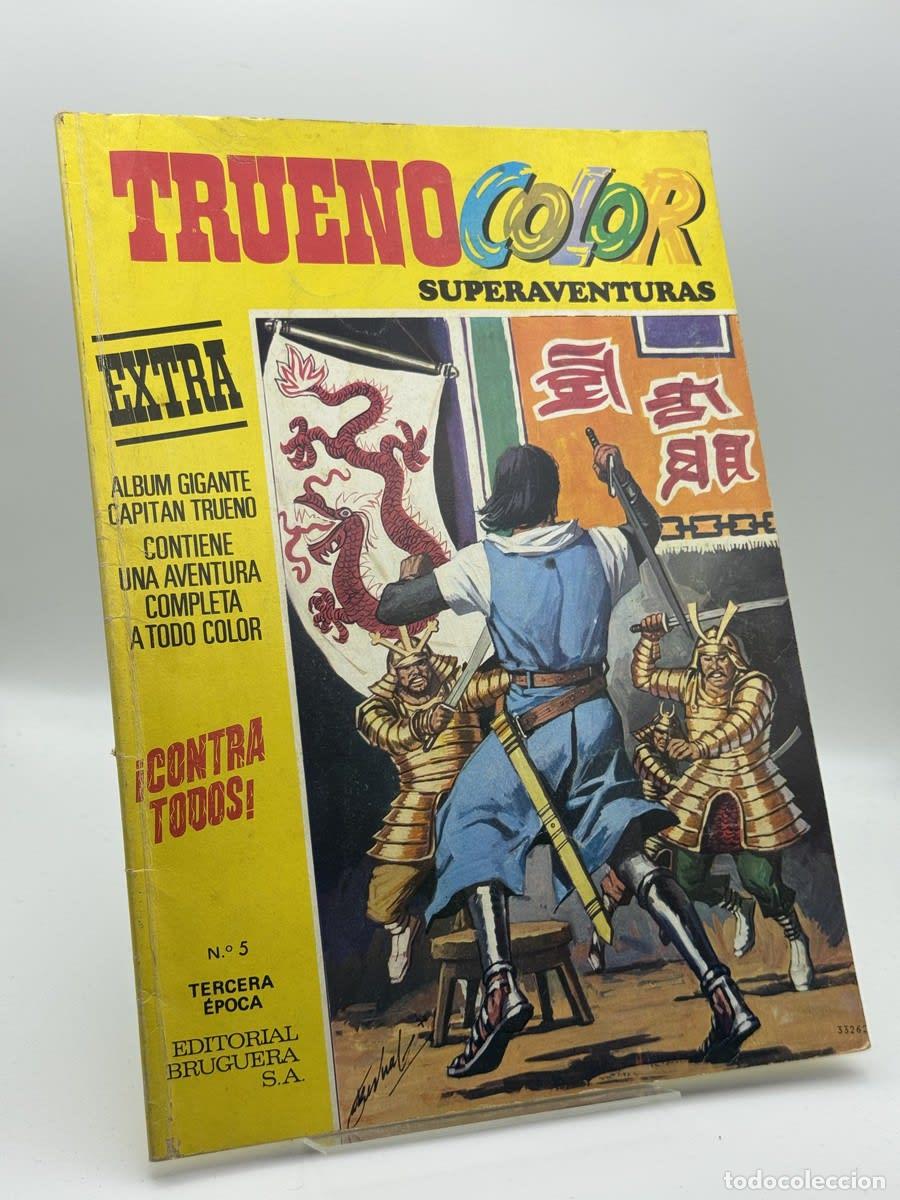 TRUENO COLOR
SUPERAVENTURAS
EXTRA
ALBUM GIGANTE
CAPITAN TRUENO
CONTIENE
UNA AVENTURA
COMPLETA
A TODO COLOR
¡CONTRA
TODOS!
N.º 5
TERCERA
ÉPOCA
EDITORIAL
BRUGUERA
S.A.
33262
todocoleccion